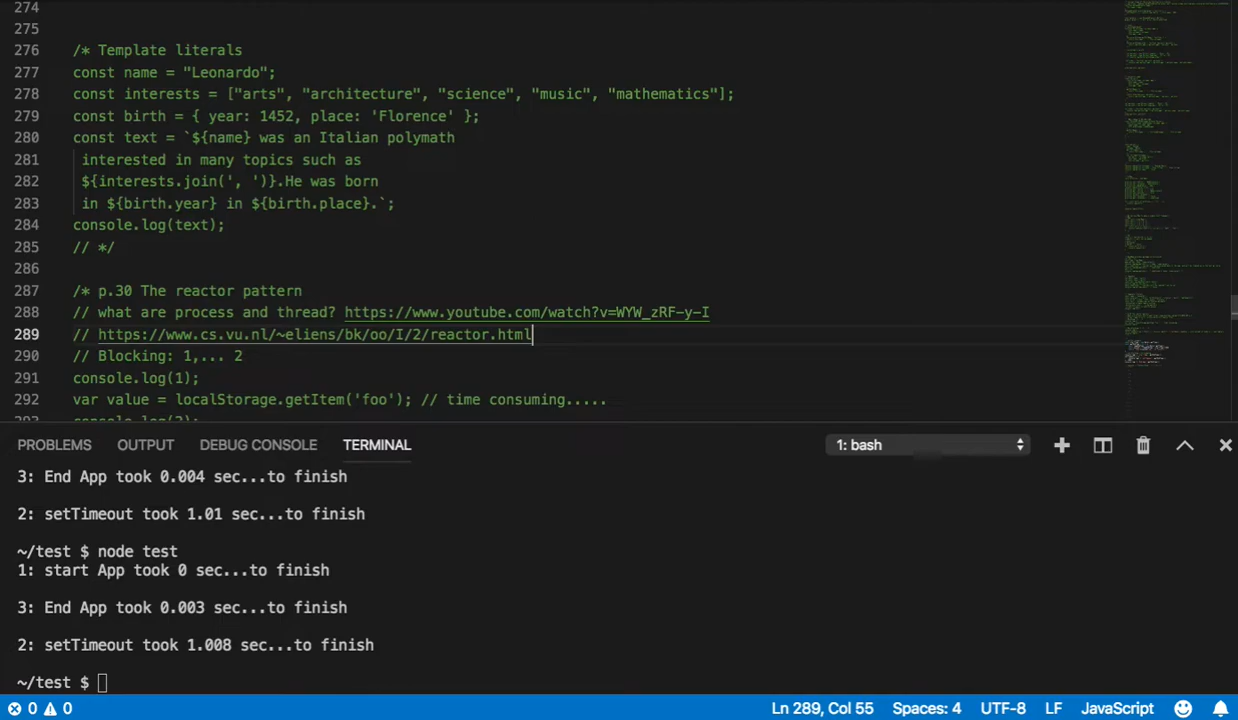 274
275
276 /* Template literals
277 const name = "Leonardo";
278 const interests = ["arts", "architecture", "science", "music", "mathematics"];
279 const birth = { year: 1452, place: 'Florence' };
280 const text = `${name} was an Italian polymath
281 interested in many topics such as
282 ${interests.join(', ')}.He was born
283 in ${birth.year} in ${birth.place}.`;
284 console.log(text);
285 // */
286
287 /* p.30 The reactor pattern
288 // what are process and thread? https://www.youtube.com/watch?v=WYW_zRF-y-I
289 // https://www.cs.vu.nl/~eliens/bk/oo/I/2/reactor.html
290 // Blocking: 1,... 2
291 console.log(1);
292 var value = localStorage.getItem('foo'); // time consuming.....
293 console.log(2);
PROBLEMS OUTPUT DEBUG CONSOLE TERMINAL 1: bash
3: End App took 0.004 sec...to finish
2: setTimeout took 1.01 sec...to finish
~/test $ node test
1: start App took 0 sec...to finish
3: End App took 0.003 sec...to finish
2: setTimeout took 1.008 sec...to finish
~/test $
0 0 Ln 289, Col 55 Spaces: 4 UTF-8 LF JavaScript